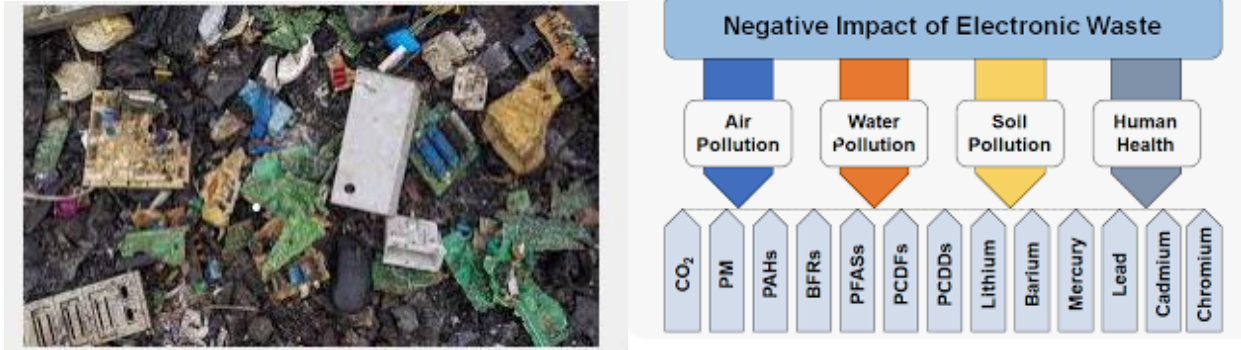 Negative Impact of Electronic Waste
Air
Pollution
Water
Pollution
Soil
Pollution
Human
Health
CO₂
PM
PAHs
BFRs
PFASs
PCDFs
PCDDs
Lithium
Barium
Mercury
Lead
Cadmium
Chromium